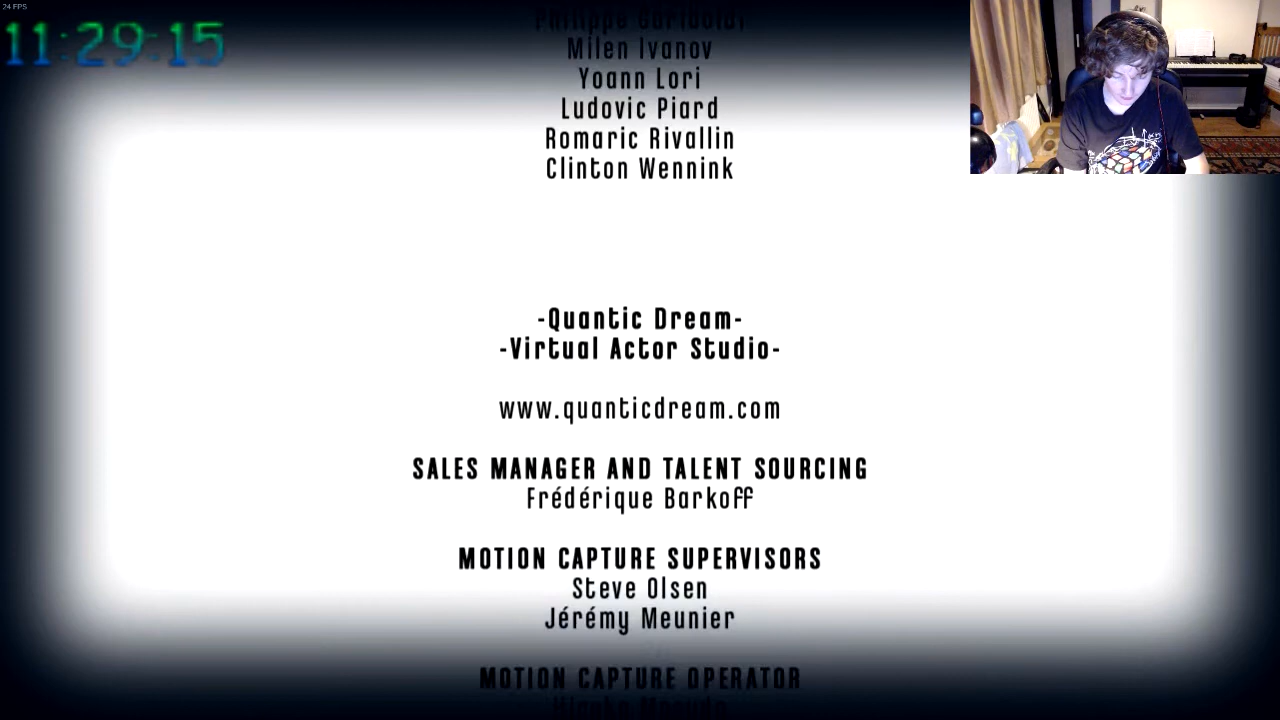 24 FPS
11:29:15
Milen Ivanov
Yoann Lori
Ludovic Piard
Romaric Rivallin
Clinton Wennink
-Quantic Dream-
-Virtual Actor Studio-
www.quanticdream.com
SALES MANAGER AND TALENT SOURCING
Frédérique Barkoff
MOTION CAPTURE SUPERVISORS
Steve Olsen
Jérémy Meunier
MOTION CAPTURE OPERATOR